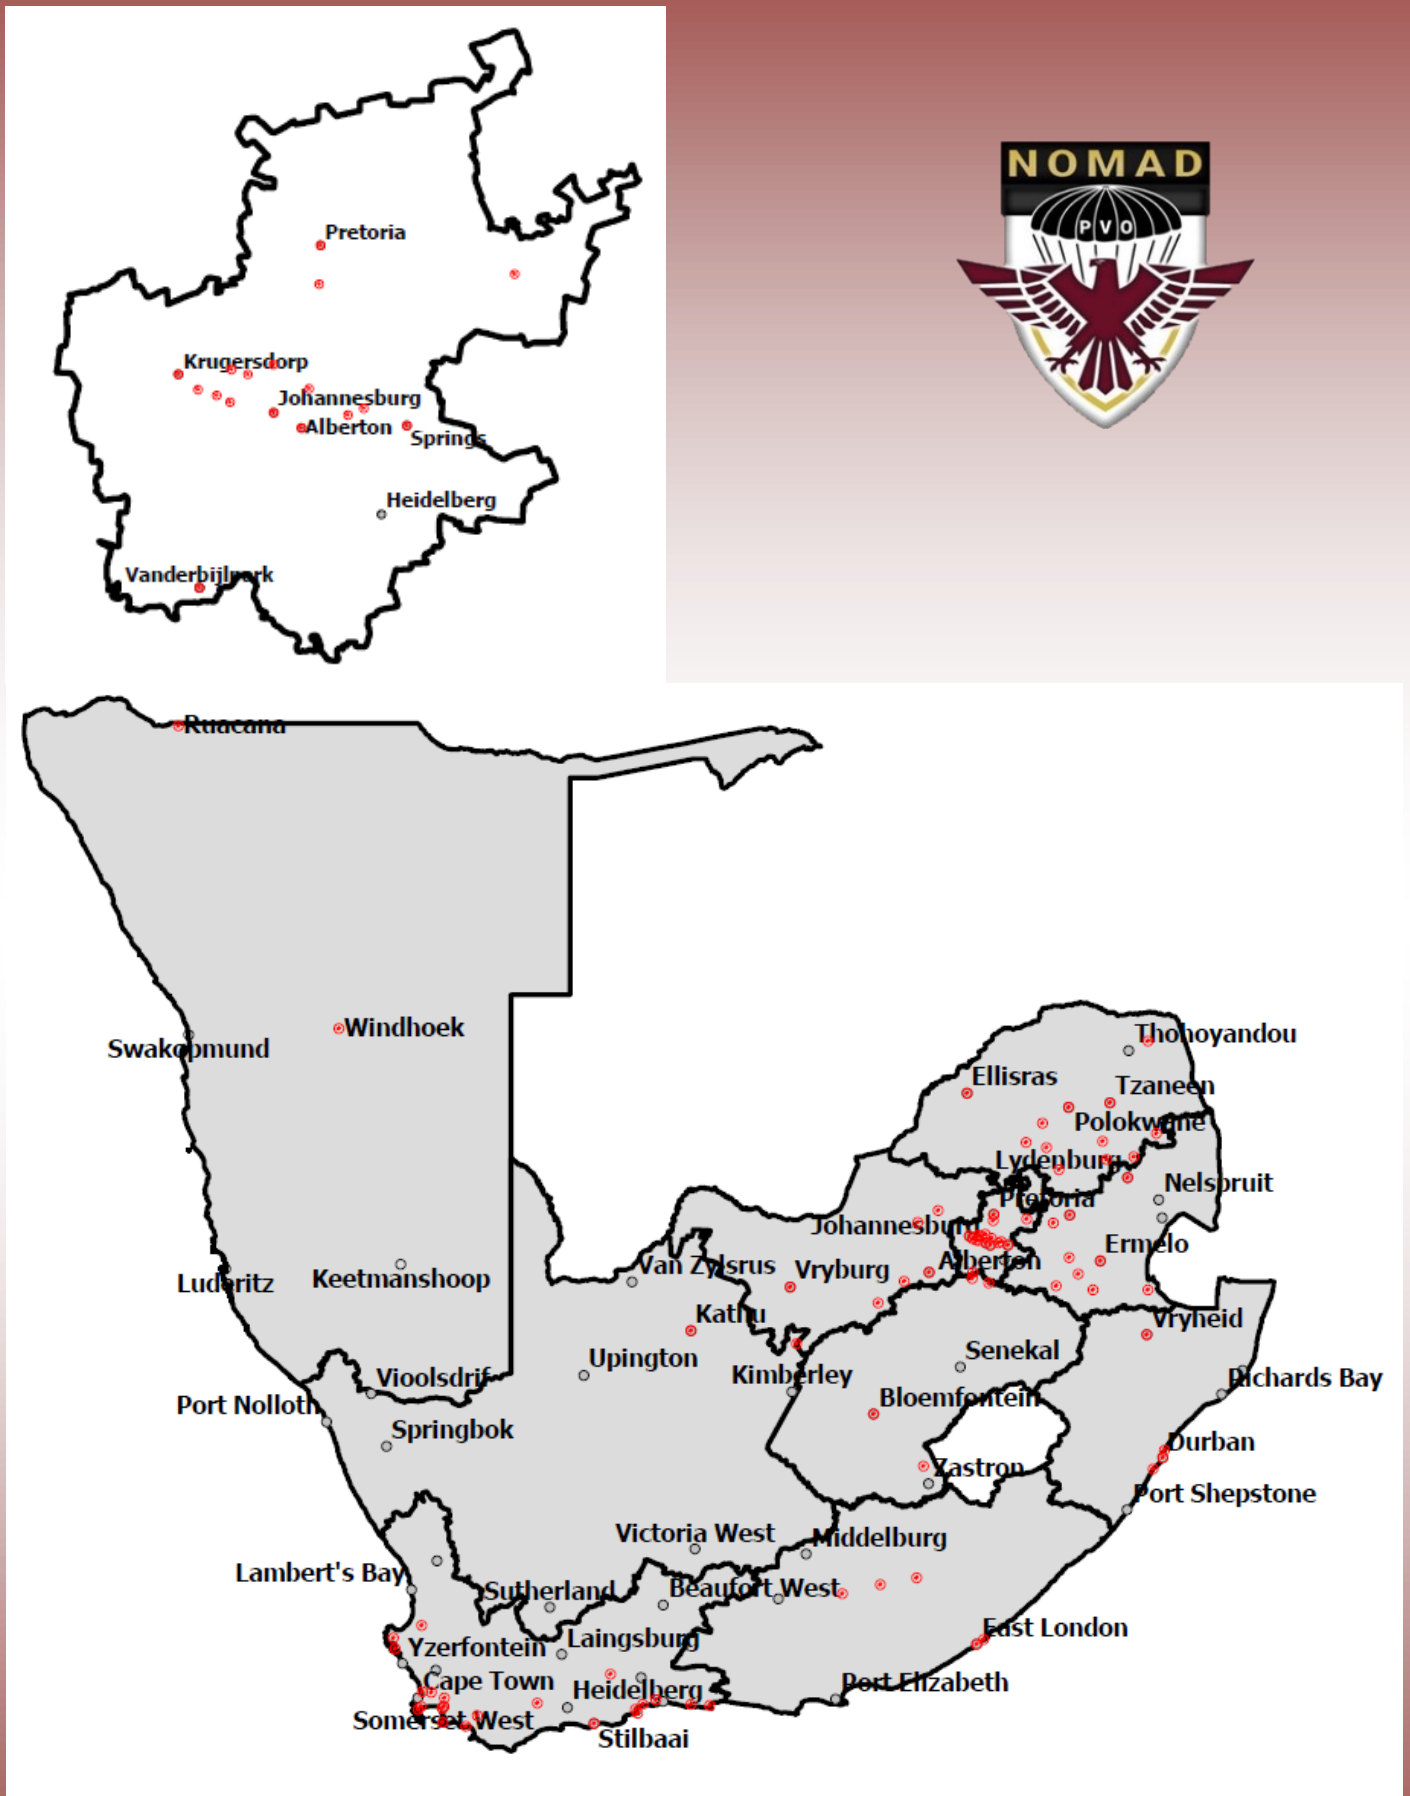 NOMAD
PVO
Pretoria
Krugersdorp
Johannesburg
Alberton
Springs
Heidelberg
Vanderbijlpark
Ruacana
Windhoek
Swakopmund
Thohoyandou
Ellisras
Tzaneen
Polokwane
Lydenburg
Nelspruit
Pretoria
Johannesburg
Ermelo
Alberton
Van Zylsrus
Vryburg
Luderitz
Keetmanshoop
Kathu
Vryheid
Senekal
Upington
Kimberley
Vioolsdrif
Richards Bay
Bloemfontein
Port Nolloth
Springbok
Durban
Zastron
Port Shepstone
Victoria West
Middelburg
Lambert's Bay
Sutherland
Beaufort West
East London
Yzerfontein
Laingsburg
Cape Town
Heidelberg
Port Elizabeth
Somerset West
Stilbaai